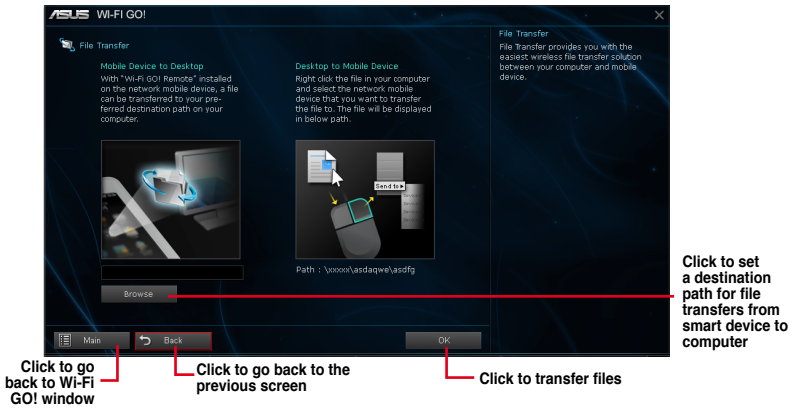 ASUS WI-FI GO!
File Transfer
Mobile Device to Desktop
With "Wi-Fi GO! Remote" installed
on the network mobile device, a file
can be transferred to your pre-
ferred destination path on your
computer.
Browse
Desktop to Mobile Device
Right click the file in your computer
and select the network mobile
device that you want to transfer
the file to. The file will be displayed
in below path.
Send to
Path : \xxxxx\asdaqwe\asdfg
File Transfer
File Transfer provides you with the
easiest wireless file transfer solution
between your computer and mobile
device.
Main
Back
OK
Click to set
a destination
path for file
transfers from
smart device to
computer
Click to go
back to Wi-Fi
GO! window
Click to go back to the
previous screen
Click to transfer files